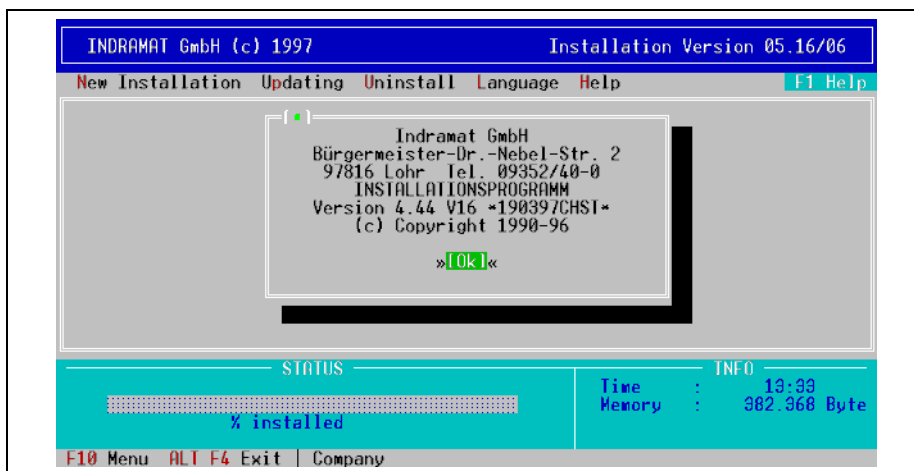 INDRAMAT GmbH (c) 1997 Installation Version 05.16/06
New Installation Updating Uninstall Language Help F1 Help
[■]
Indramat GmbH
Bürgermeister-Dr.-Nebel-Str. 2
97816 Lohr Tel. 09352/40-0
INSTALLATIONSPROGRAMM
Version 4.44 V16 *190397CHST*
(c) Copyright 1990-96
»[Ok]«
STATUS INFO
Time : 13:33
Memory : 382.368 Byte
% installed
F10 Menu ALT F4 Exit | Company